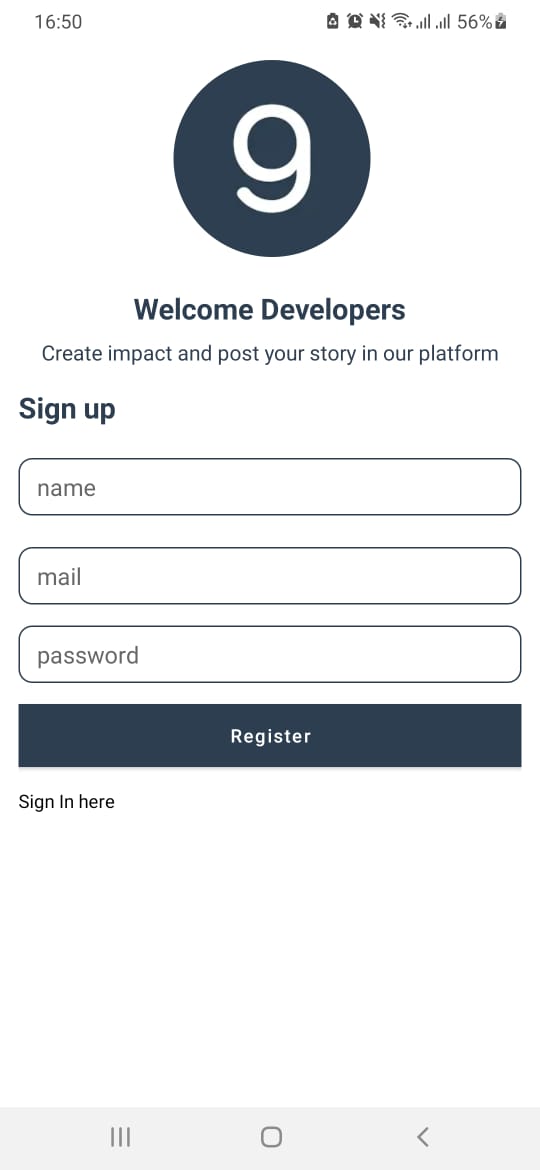 16:50
56%
g
Welcome Developers
Create impact and post your story in our platform
Sign up
name
mail
password
Register
Sign In here